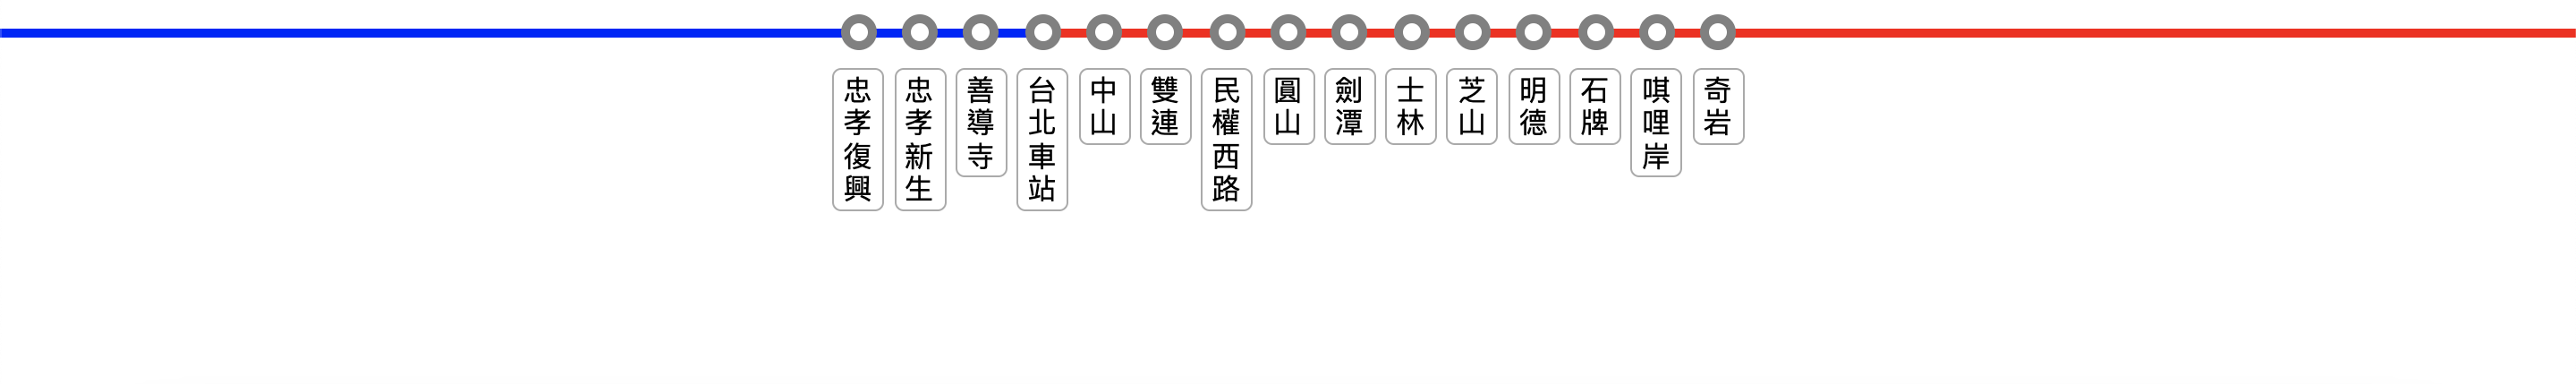 忠孝復興
忠孝新生
善導寺
台北車站
中山
雙連
民權西路
圓山
劍潭
士林
芝山
明德
石牌
唭哩岸
奇岩